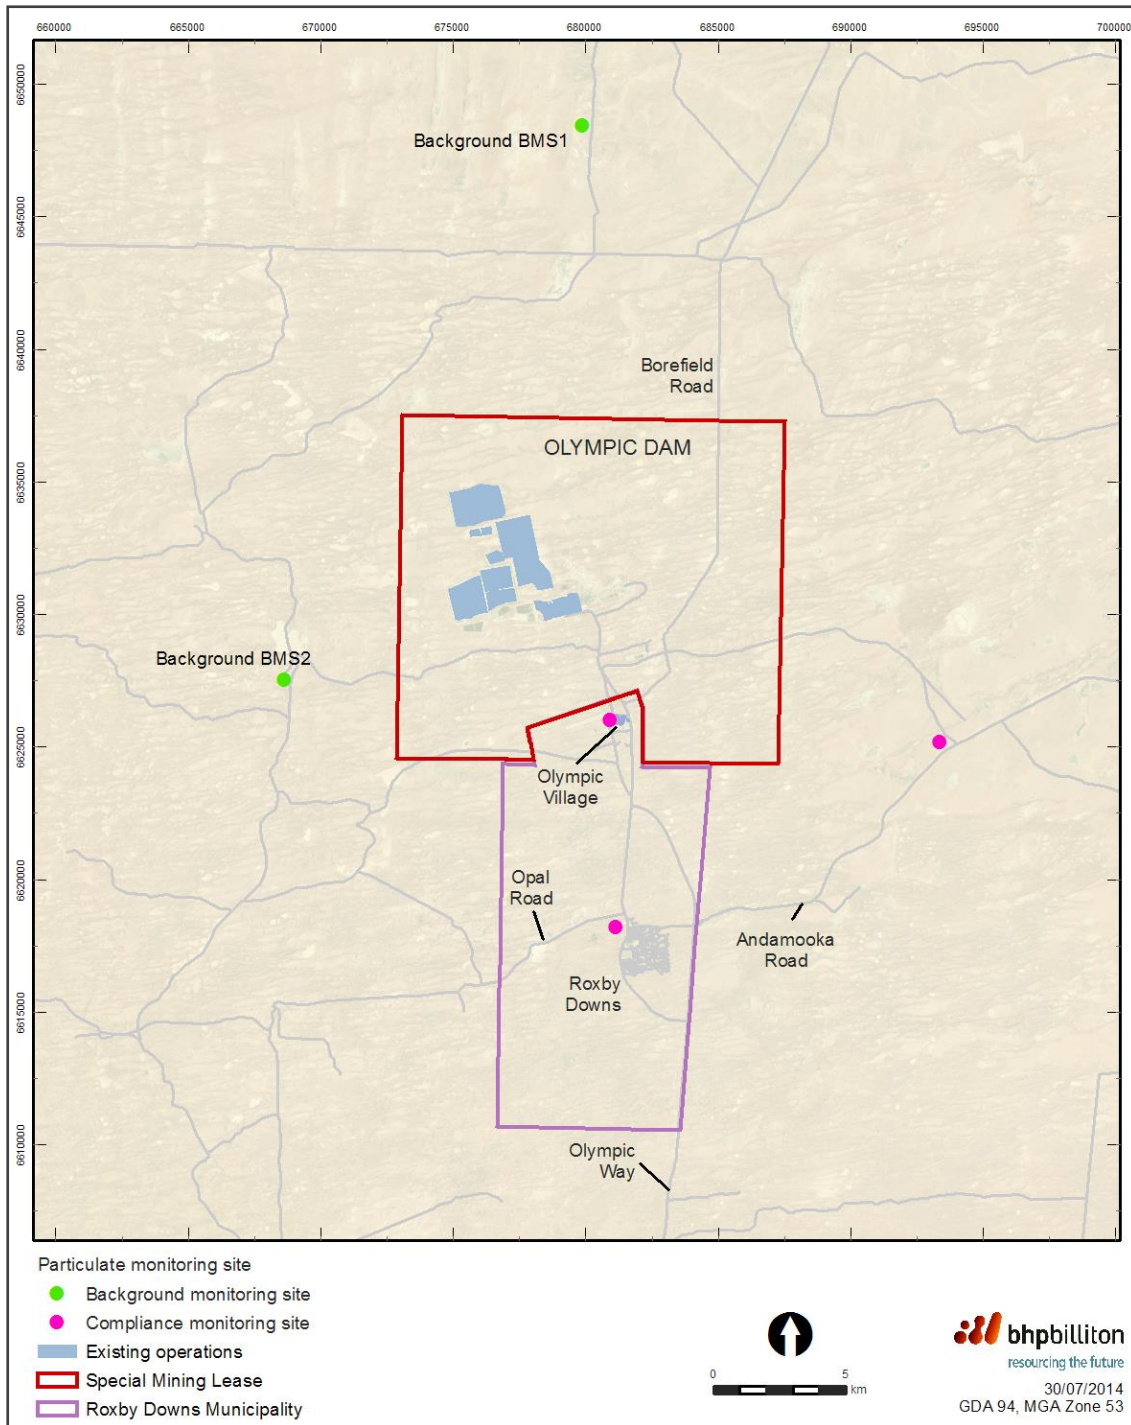 660000 665000 670000 675000 680000 685000 690000 695000 700000
6650000
6645000
6640000
6635000
6630000
6625000
6620000
6615000
6610000
Background BMS1
Borefield
Road
OLYMPIC DAM
Background BMS2
Olympic
Village
Opal
Road
Andamooka
Road
Roxby
Downs
Olympic
Way
Particulate monitoring site
Background monitoring site
Compliance monitoring site
Existing operations
Special Mining Lease
Roxby Downs Municipality
0 5
km
bhpbilliton
resourcing the future
30/07/2014
GDA 94, MGA Zone 53